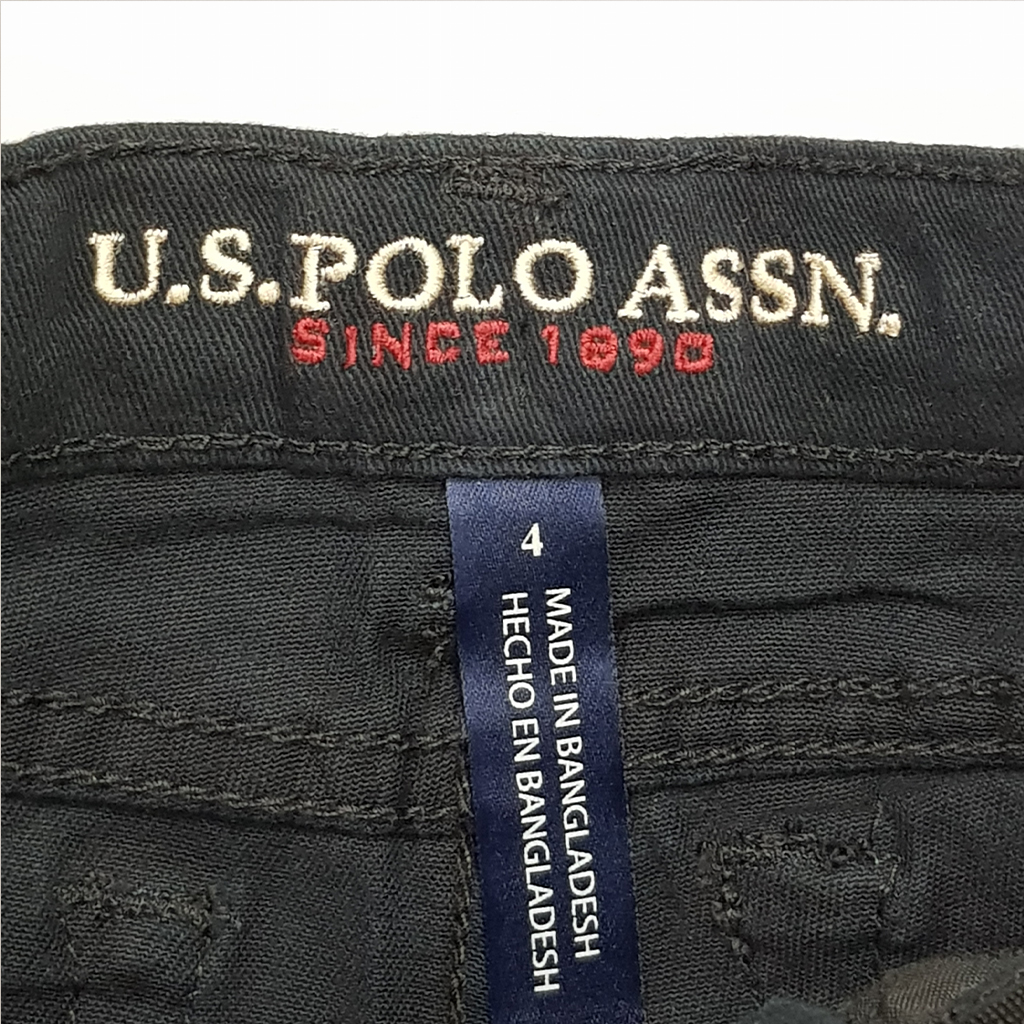 U.S. POLO ASSN.
SINCE 1890
4
MADE IN BANGLADESH
HECHO EN BANGLADESH